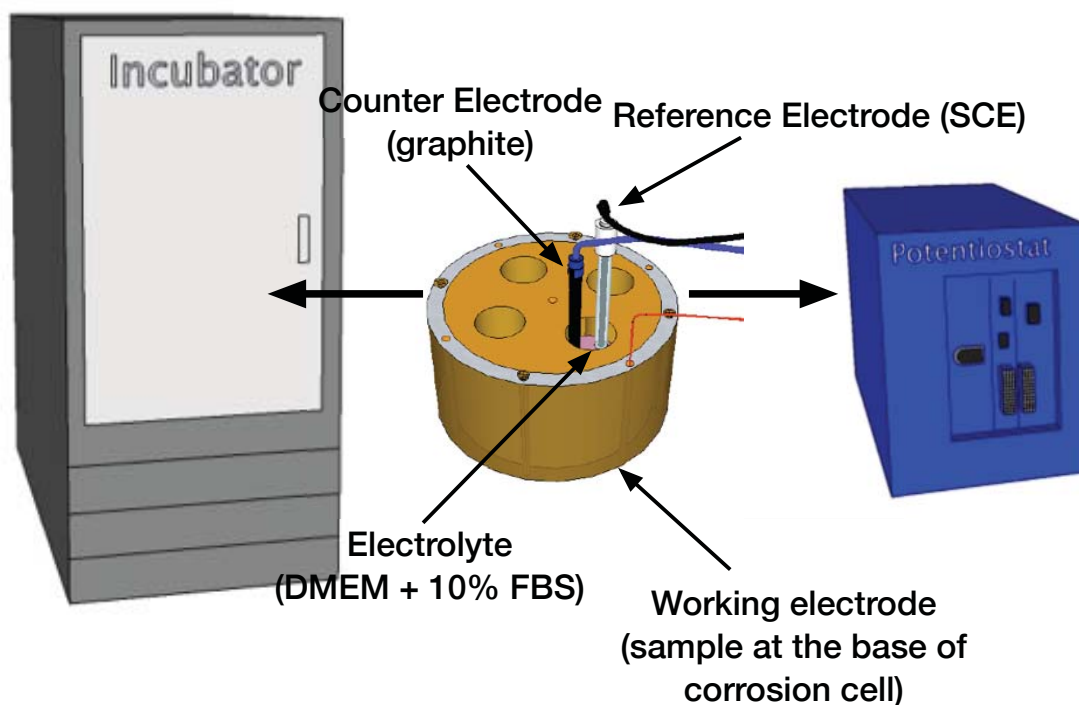 Incubator
Counter Electrode
(graphite)
Reference Electrode (SCE)
Potentiostat
Electrolyte
(DMEM + 10% FBS)
Working electrode
(sample at the base of
corrosion cell)